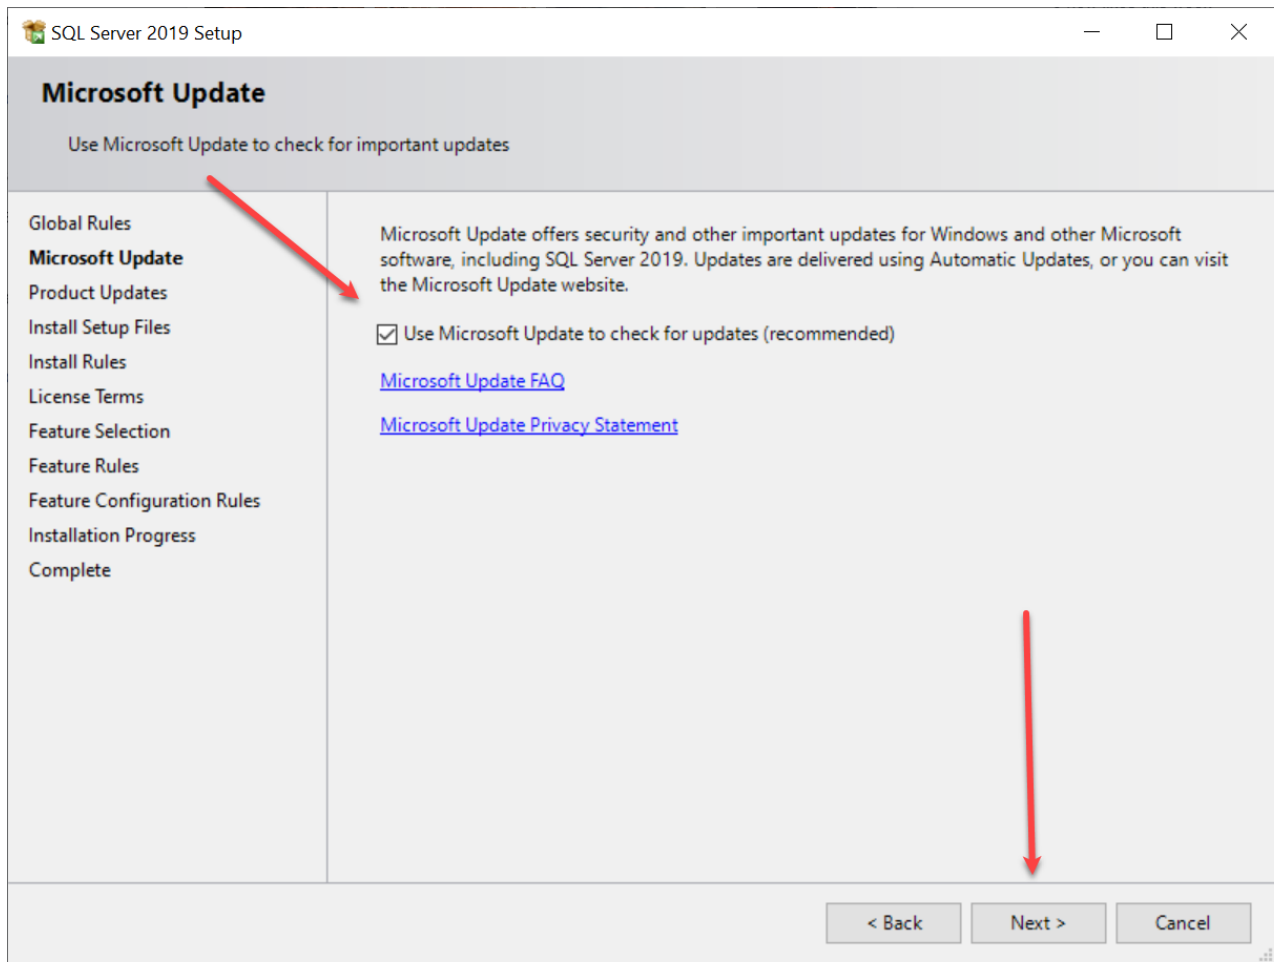 SQL Server 2019 Setup
Microsoft Update
Use Microsoft Update to check for important updates
Global Rules
Microsoft Update
Product Updates
Install Setup Files
Install Rules
License Terms
Feature Selection
Feature Rules
Feature Configuration Rules
Installation Progress
Complete
Microsoft Update offers security and other important updates for Windows and other Microsoft
software, including SQL Server 2019. Updates are delivered using Automatic Updates, or you can visit
the Microsoft Update website.
Use Microsoft Update to check for updates (recommended)
Microsoft Update FAQ
Microsoft Update Privacy Statement
< Back
Next >
Cancel